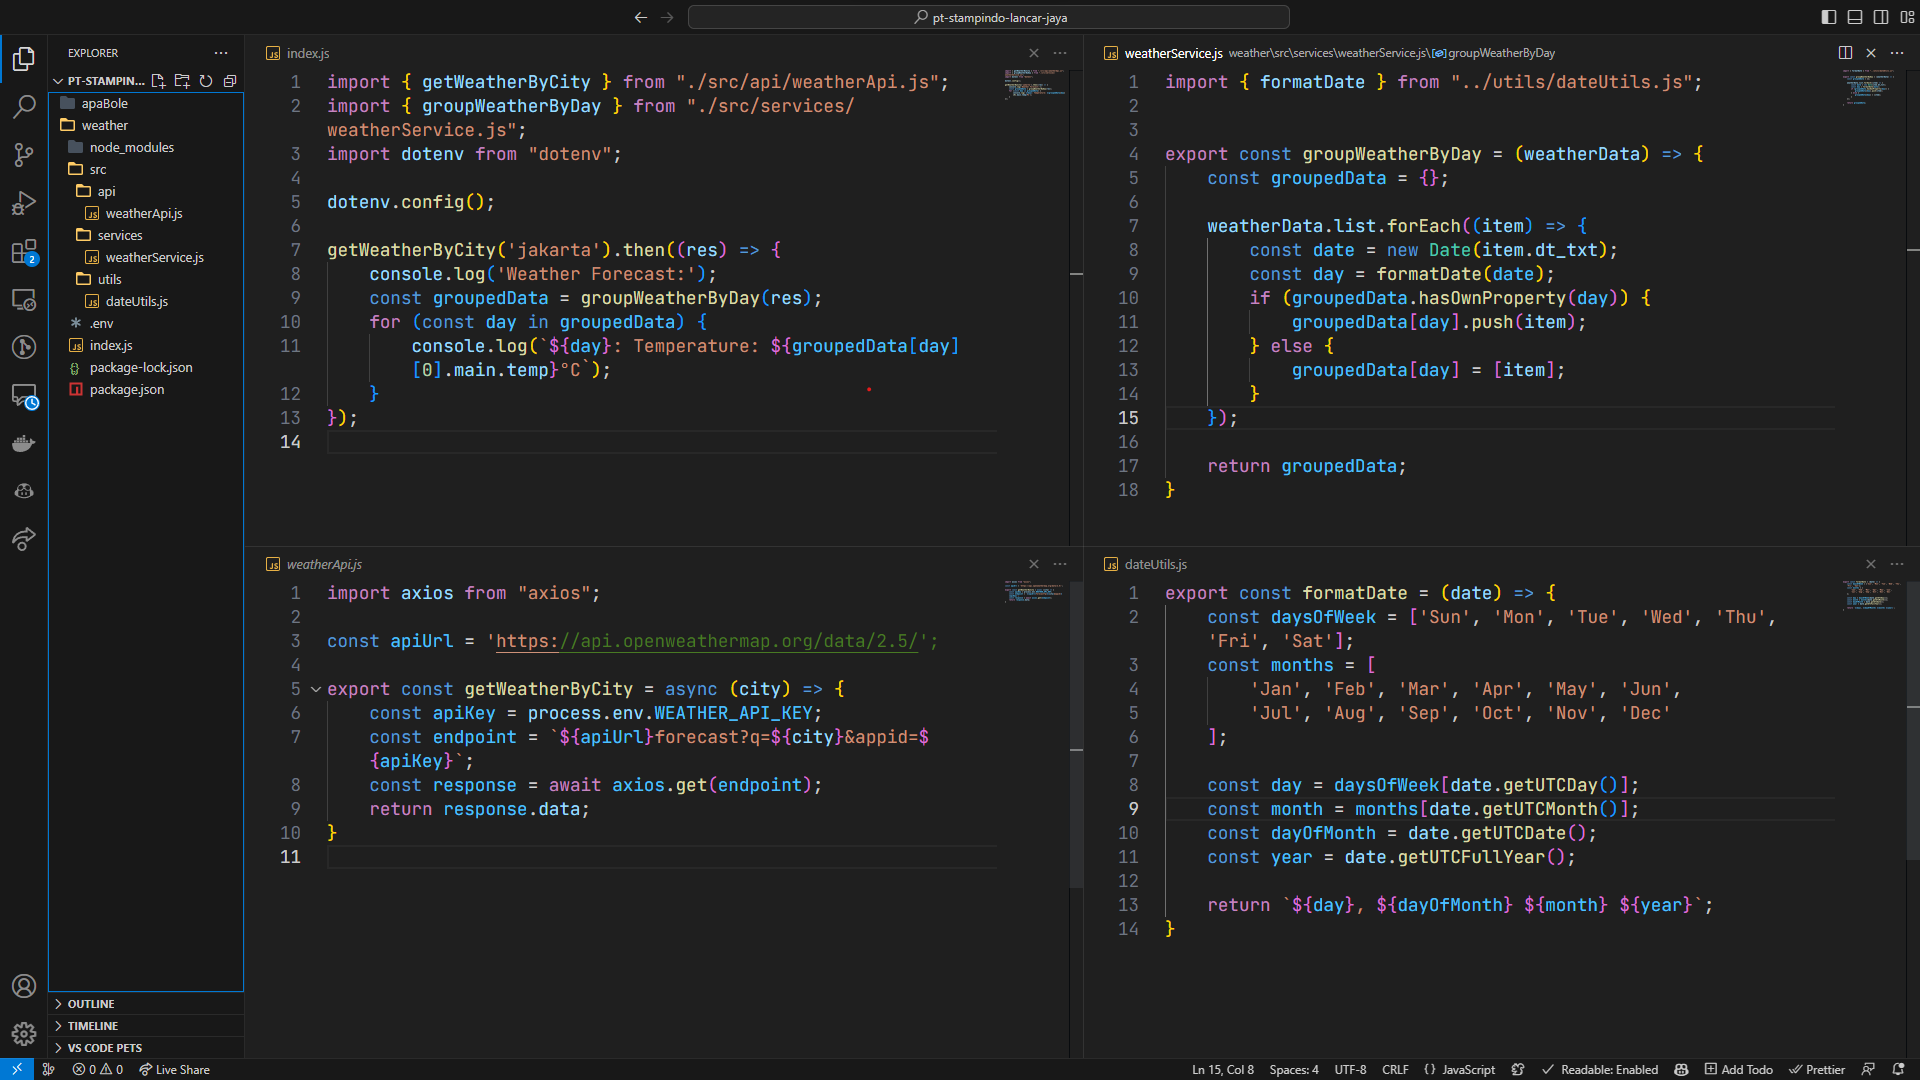 pt-stampindo-lancar-jaya
EXPLORER
PT-STAMPIN...
apaBole
weather
node_modules
src
api
weatherApi.js
services
weatherService.js
utils
dateUtils.js
.env
index.js
package-lock.json
package.json
2
OUTLINE
TIMELINE
VS CODE PETS
index.js
1 import { getWeatherByCity } from "./src/api/weatherApi.js";
2 import { groupWeatherByDay } from "./src/services/
weatherService.js";
3 import dotenv from "dotenv";
4
5 dotenv.config();
6
7 getWeatherByCity('jakarta').then((res) => {
8 console.log('Weather Forecast:');
9 const groupedData = groupWeatherByDay(res);
10 for (const day in groupedData) {
11 console.log(`${day}: Temperature: ${groupedData[day]
[0].main.temp}°C`);
12 }
13 });
14
weatherService.js weather\src\services\weatherService.js\groupWeatherByDay
1 import { formatDate } from "../utils/dateUtils.js";
2
3
4 export const groupWeatherByDay = (weatherData) => {
5 const groupedData = {};
6
7 weatherData.list.forEach((item) => {
8 const date = new Date(item.dt_txt);
9 const day = formatDate(date);
10 if (groupedData.hasOwnProperty(day)) {
11 groupedData[day].push(item);
12 } else {
13 groupedData[day] = [item];
14 }
15 });
16
17 return groupedData;
18 }
weatherApi.js
1 import axios from "axios";
2
3 const apiUrl = 'https://api.openweathermap.org/data/2.5/';
4
5 export const getWeatherByCity = async (city) => {
6 const apiKey = process.env.WEATHER_API_KEY;
7 const endpoint = `${apiUrl}forecast?q=${city}&appid=$
{apiKey}`;
8 const response = await axios.get(endpoint);
9 return response.data;
10 }
11
dateUtils.js
1 export const formatDate = (date) => {
2 const daysOfWeek = ['Sun', 'Mon', 'Tue', 'Wed', 'Thu',
'Fri', 'Sat'];
3 const months = [
4 'Jan', 'Feb', 'Mar', 'Apr', 'May', 'Jun',
5 'Jul', 'Aug', 'Sep', 'Oct', 'Nov', 'Dec'
6 ];
7
8 const day = daysOfWeek[date.getUTCDay()];
9 const month = months[date.getUTCMonth()];
10 const dayOfMonth = date.getUTCDate();
11 const year = date.getUTCFullYear();
12
13 return `${day}, ${dayOfMonth} ${month} ${year}`;
14 }
0 0 Live Share
Ln 15, Col 8 Spaces: 4 UTF-8 CRLF {} JavaScript Readable: Enabled Add Todo Prettier